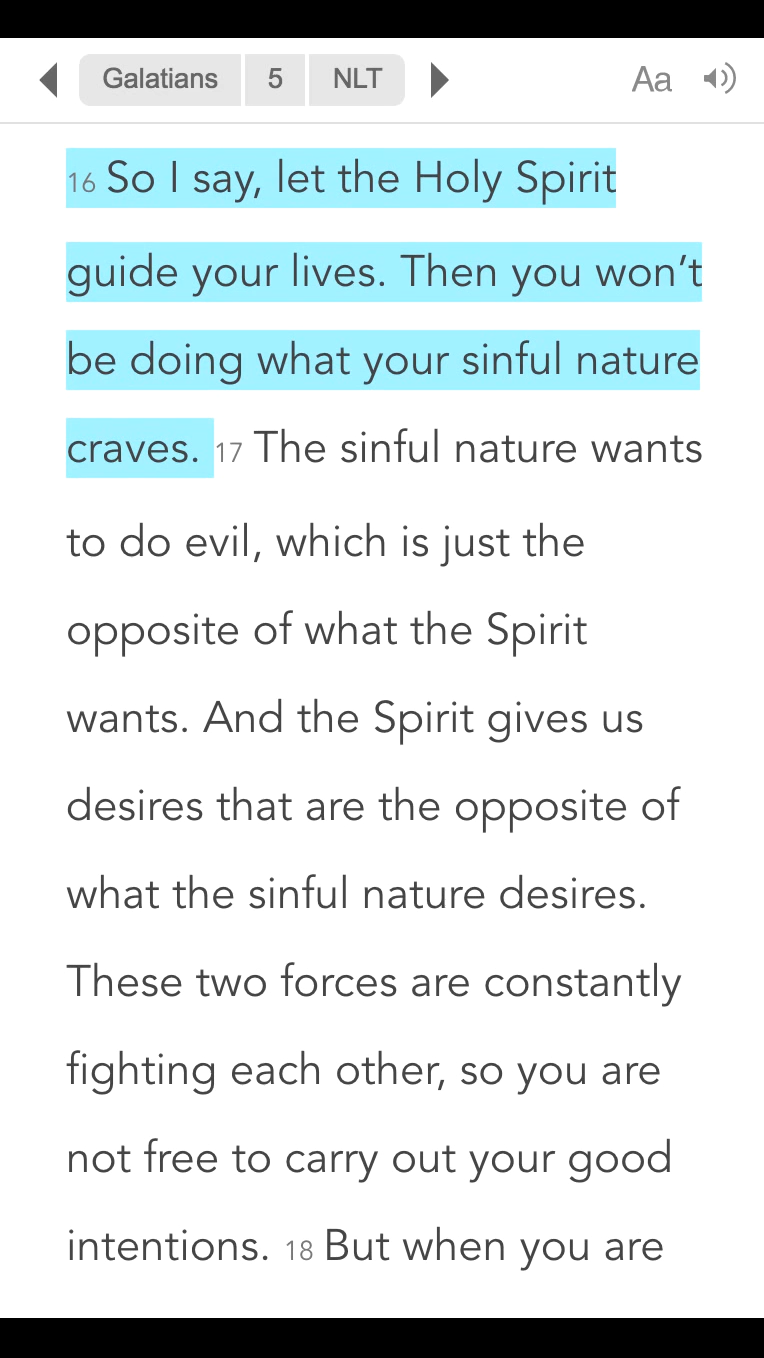 Galatians 5 NLT Aa
16 So I say, let the Holy Spirit
guide your lives. Then you won’t
be doing what your sinful nature
craves. 17 The sinful nature wants
to do evil, which is just the
opposite of what the Spirit
wants. And the Spirit gives us
desires that are the opposite of
what the sinful nature desires.
These two forces are constantly
fighting each other, so you are
not free to carry out your good
intentions. 18 But when you are